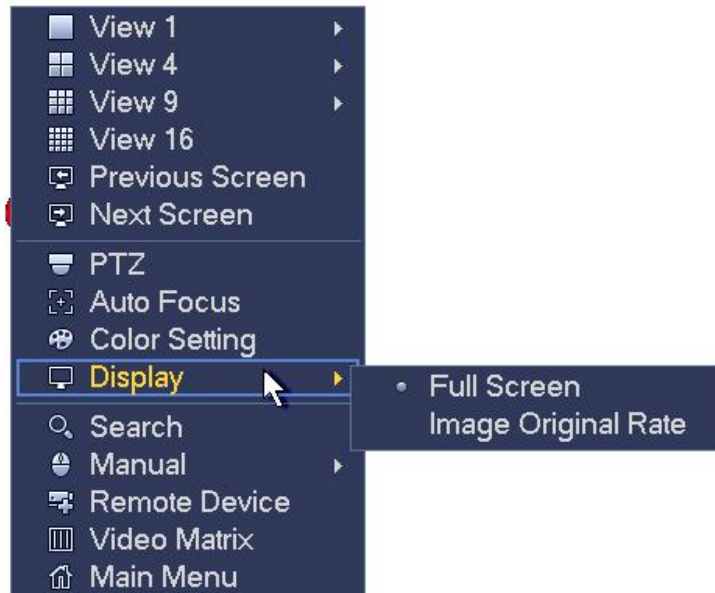 View 1
View 4
View 9
View 16
Previous Screen
Next Screen
PTZ
Auto Focus
Color Setting
Display
Full Screen
Image Original Rate
Search
Manual
Remote Device
Video Matrix
Main Menu